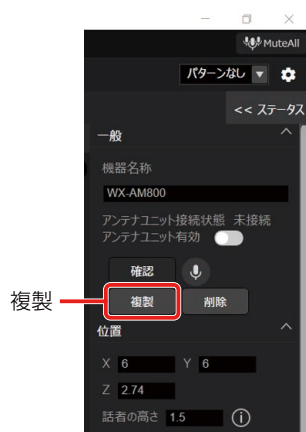 MuteAll
パターンなし
<< ステータス
一般
機器名称
WX-AM800
アンテナユニット接続状態 未接続
アンテナユニット有効
確認
複製
複製 削除
位置
X 6 Y 6
Z 2.74
話者の高さ 1.5